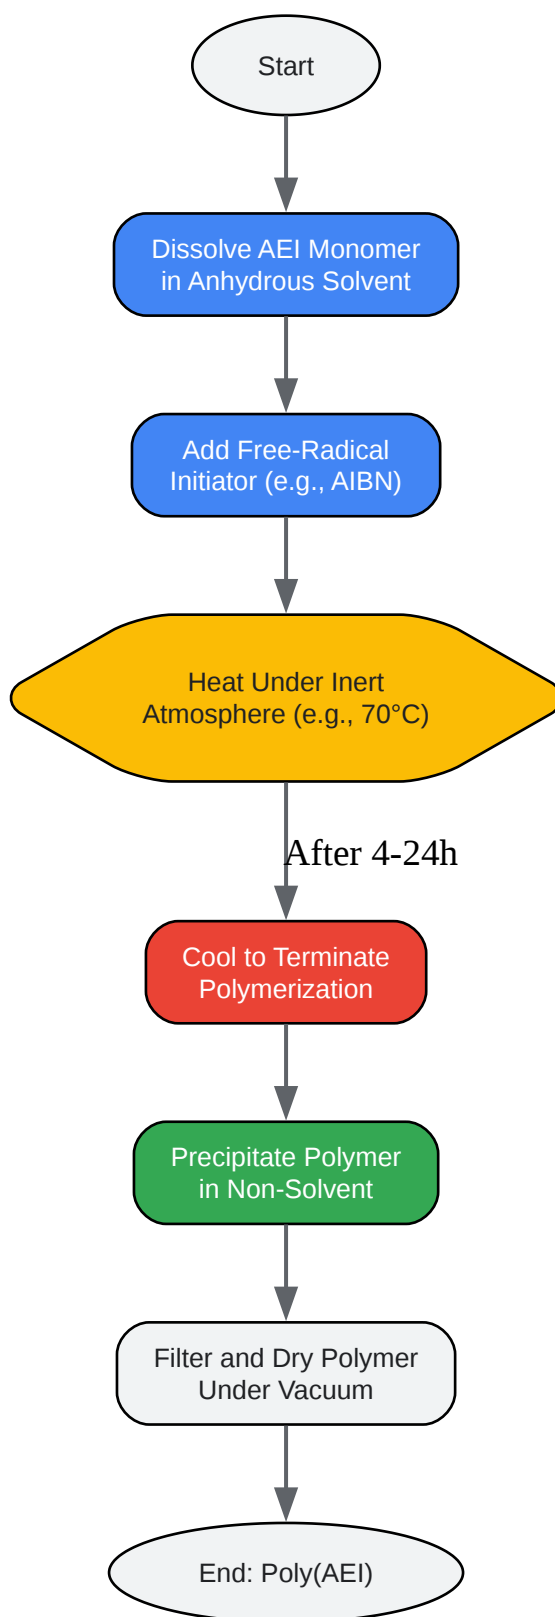 Start
Dissolve AEI Monomer
in Anhydrous Solvent
Add Free-Radical
Initiator (e.g., AIBN)
Heat Under Inert
Atmosphere (e.g., 70°C)
After 4-24h
Cool to Terminate
Polymerization
Precipitate Polymer
in Non-Solvent
Filter and Dry Polymer
Under Vacuum
End: Poly(AEI)